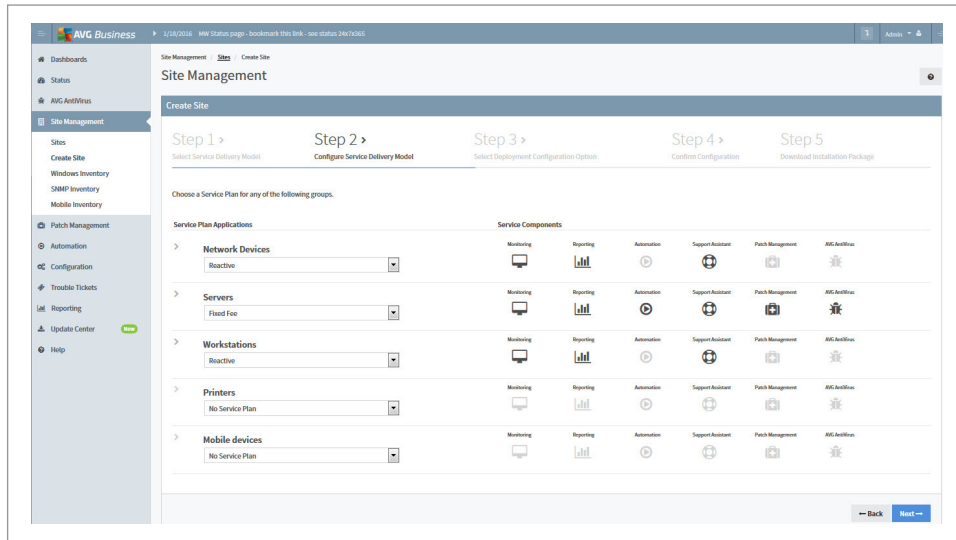 AVG Business
1/18/2016 MW Status page - bookmark this link - see status 24x7x365
1
Admin
Dashboards
Status
AVG AntiVirus
Site Management
Sites
Create Site
Windows Inventory
SNMP Inventory
Mobile Inventory
Patch Management
Automation
Configuration
Trouble Tickets
Reporting
Update Center New
Help
Site Management / Sites / Create Site
Site Management
Create Site
Step 1 >
Select Service Delivery Model
Step 2 >
Configure Service Delivery Model
Step 3 >
Select Deployment Configuration Option
Step 4 >
Confirm Configuration
Step 5
Download Installation Package
Choose a Service Plan for any of the following groups.
Service Plan Applications Service Components
Network Devices
Reactive
Monitoring Reporting Automation Support Assistant Patch Management AVG AntiVirus
Servers
Fixed Fee
Monitoring Reporting Automation Support Assistant Patch Management AVG AntiVirus
Workstations
Reactive
Monitoring Reporting Automation Support Assistant Patch Management AVG AntiVirus
Printers
No Service Plan
Monitoring Reporting Automation Support Assistant Patch Management AVG AntiVirus
Mobile devices
No Service Plan
Monitoring Reporting Automation Support Assistant Patch Management AVG AntiVirus
← Back Next →